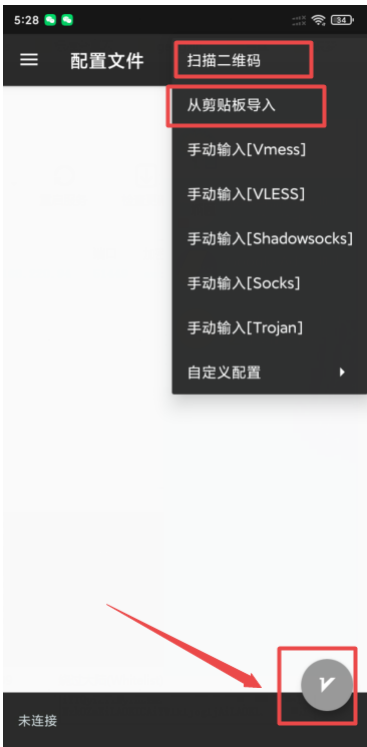 5:28
34
配置文件
扫描二维码
从剪贴板导入
手动输入[Vmess]
手动输入[VLESS]
手动输入[Shadowsocks]
手动输入[Socks]
手动输入[Trojan]
自定义配置
V
未连接